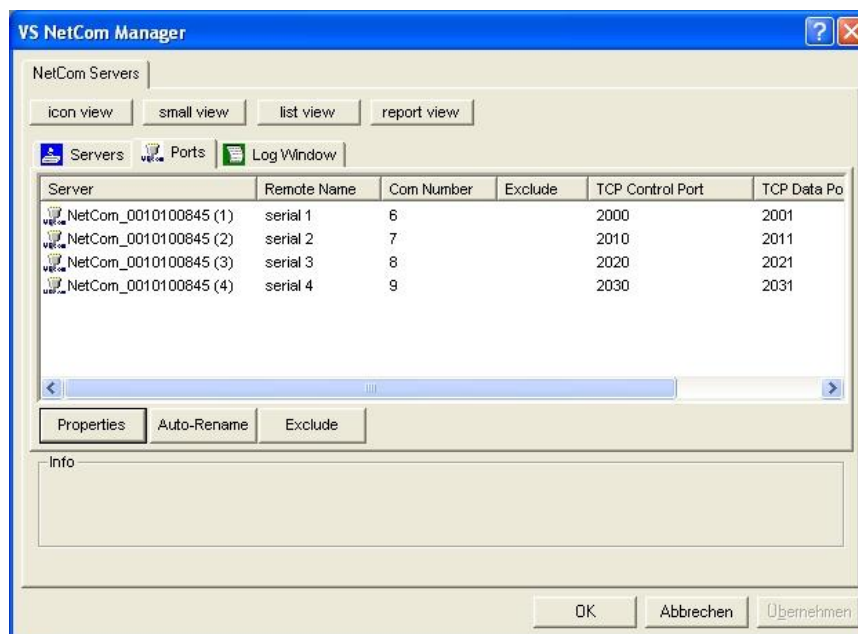 VS NetCom Manager
NetCom Servers
icon view small view list view report view
Servers Ports Log Window
Server Remote Name Com Number Exclude TCP Control Port TCP Data Po
NetCom_0010100845 (1) serial 1 6 2000 2001
NetCom_0010100845 (2) serial 2 7 2010 2011
NetCom_0010100845 (3) serial 3 8 2020 2021
NetCom_0010100845 (4) serial 4 9 2030 2031
Properties Auto-Rename Exclude
Info
OK Abbrechen Übernehmen